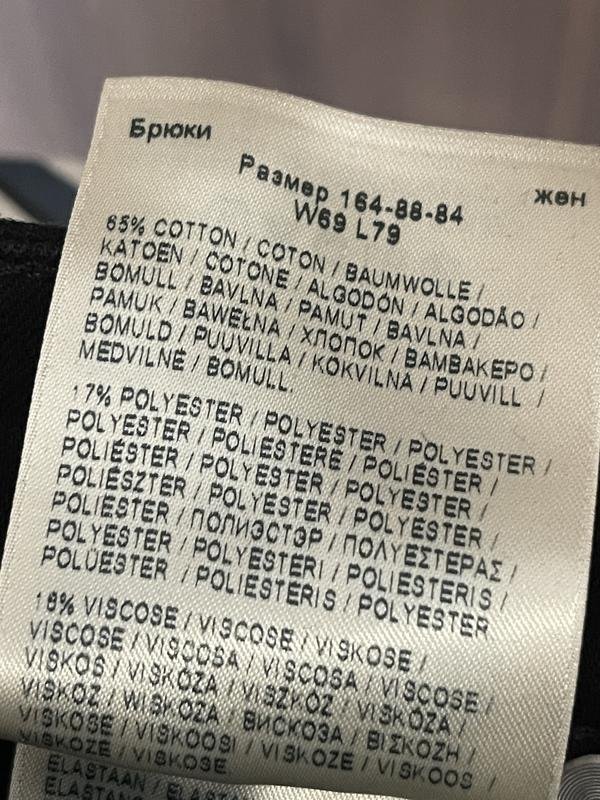 Брюки
жен
Размер 164-88-84
W69 L79
65% COTTON / COTON / BAUMWOLLE /
KATOEN / COTONE / ALGODÓN / ALGODÃO /
BOMULL / BAVLNA / PAMUT / BAVLNA /
PAMUK / BAWEŁNA / ХЛОПОК / BAMBAKEPO /
BOMULD / PUUVILLA / KOKVILNA / PUUVILL /
MEDVILNĖ / BOMULL.
17% POLYESTER / POLYESTER / POLYESTER /
POLYESTER / POLIESTERE / POLIÉSTER /
POLIÉSTER / POLYESTER / POLYESTER /
POLIÉSZTER / POLYESTER / POLYESTER /
POLIESTER / ПОЛИЭСТЭР / ΠΟΛΥΕΣΤΕΡΑΣ /
POLYESTER / POLYESTERI / POLIESTERIS /
POLÜESTER / POLIESTERIS / POLYESTER
16% VISCOSE / VISCOSE / VISKOSE /
VISCOSE / VISCOSA / VISCOSA / VISCOSE /
VISKOS / VISKÓZA / VISZKÓZ / VISKÓZA /
VISKOZ / WISKOZA / ВИСКОЗА / ΒΙΣΚΟΖΗ /
VISKOSE / VISKOOSI / VISKOZE / VISKOOS /
VISKOZĖ / VISKOSE.
ELASTAAN /